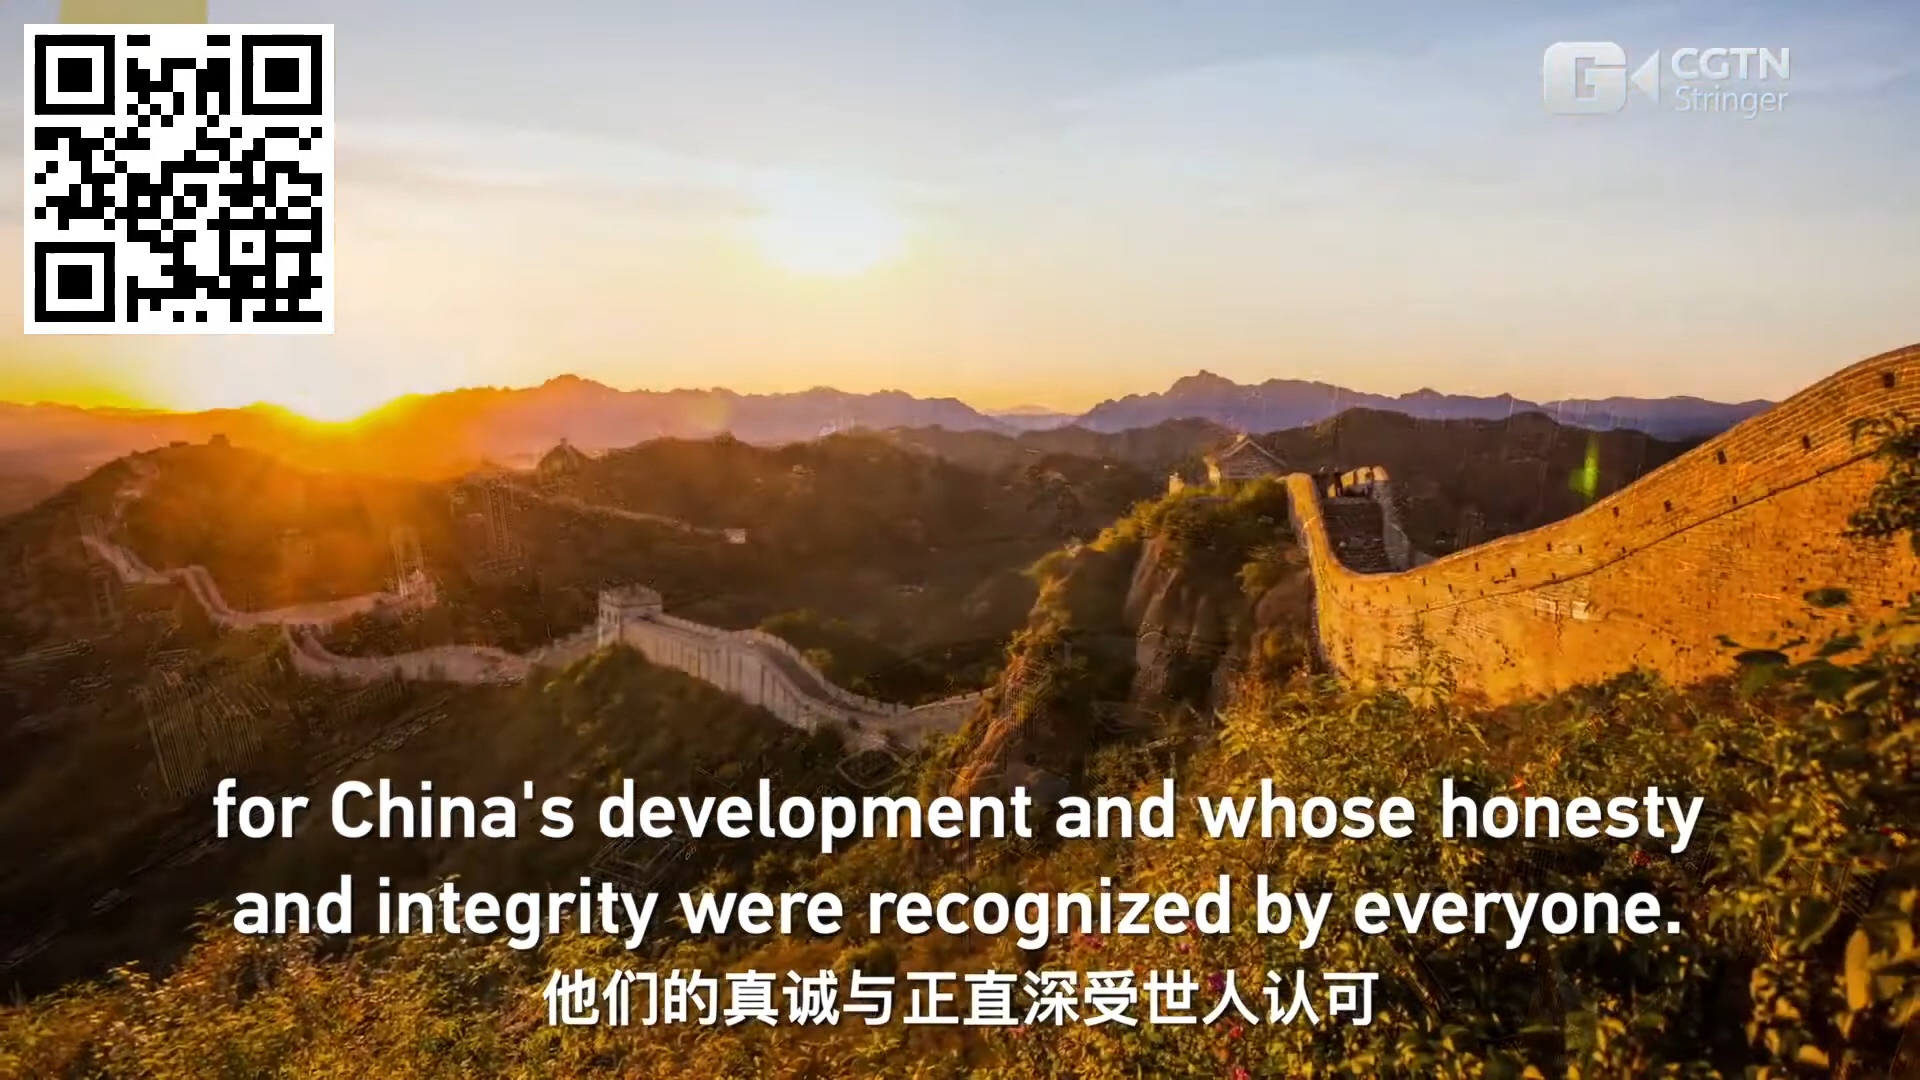 CGTN
Stringer
for China's development and whose honesty
and integrity were recognized by everyone.
他们的真诚与正直深受世人认可